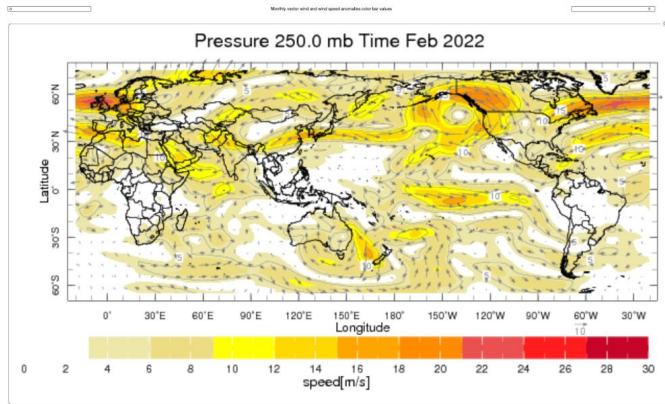 Monthly vector wind and wind speed anomalies color bar values
Pressure 250.0 mb Time Feb 2022
60°N
30°N
0°
30°S
60°S
Latitude
0° 30°E 60°E 90°E 120°E 150°E 180° 150°W 120°W 90°W 60°W 30°W
Longitude
10
0 2 4 6 8 10 12 14 16 18 20 22 24 26 28 30
speed[m/s]